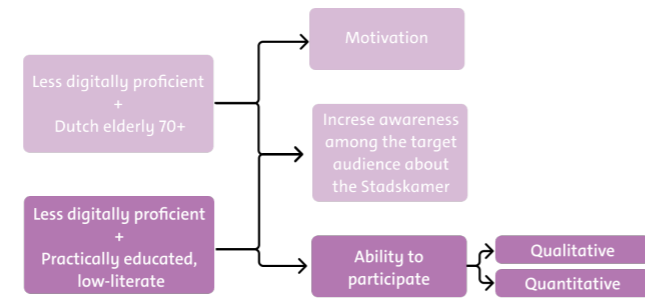 Less digitally proficient
+
Dutch elderly 70+
Less digitally proficient
+
Practically educated,
low-literate
Motivation
Increse awareness
among the target
audience about
the Stadskamer
Ability to
participate
Qualitative
Quantitative